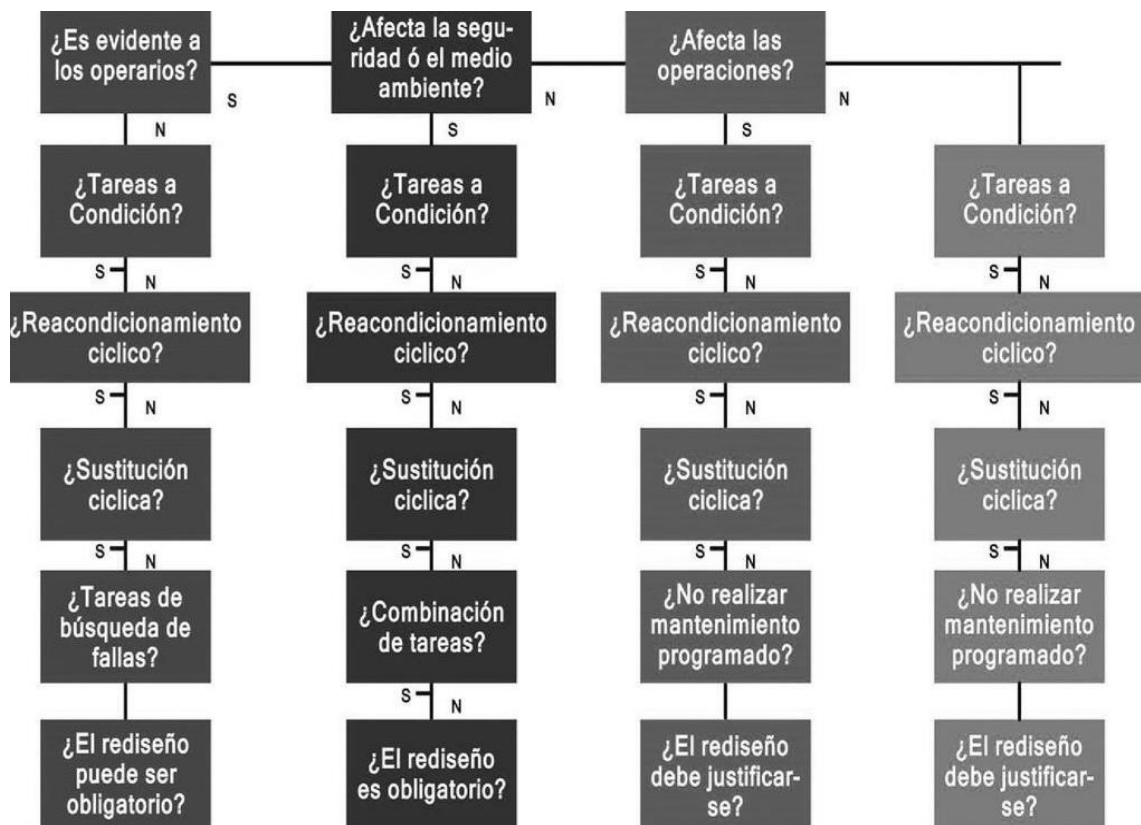 ¿Es evidente a
los operarios?
S
N
¿Tareas a
Condición?
S
N
¿Reacondicionamiento
ciclico?
S
N
¿Sustitución
ciclica?
S
N
¿Tareas de
búsqueda de
fallas?
¿El rediseño
puede ser
obligatorio?
¿Afecta la segu-
ridad ó el medio
ambiente?
N
S
¿Tareas a
Condición?
S
N
¿Reacondicionamiento
ciclico?
S
N
¿Sustitución
ciclica?
S
N
¿Combinación
de tareas?
S
N
¿El rediseño
es obligatorio?
¿Afecta las
operaciones?
N
S
¿Tareas a
Condición?
S
N
¿Reacondicionamiento
ciclico?
S
N
¿Sustitución
ciclica?
S
N
¿No realizar
mantenimiento
programado?
¿El rediseño
debe justificar-
se?
¿Tareas a
Condición?
S
N
¿Reacondicionamiento
ciclico?
S
N
¿Sustitución
ciclica?
S
N
¿No realizar
mantenimiento
programado?
¿El rediseño
debe justificar-
se?